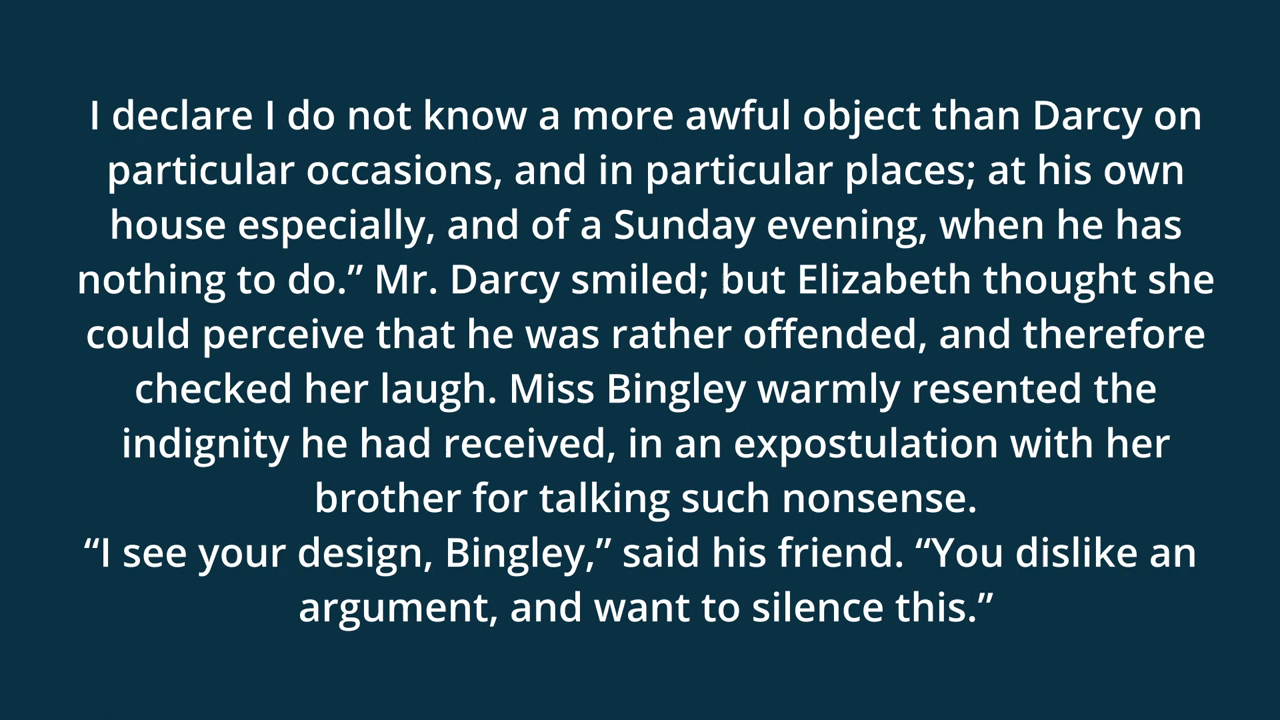 I declare I do not know a more awful object than Darcy on
particular occasions, and in particular places; at his own
house especially, and of a Sunday evening, when he has
nothing to do.” Mr. Darcy smiled; but Elizabeth thought she
could perceive that he was rather offended, and therefore
checked her laugh. Miss Bingley warmly resented the
indignity he had received, in an expostulation with her
brother for talking such nonsense.
“I see your design, Bingley,” said his friend. “You dislike an
argument, and want to silence this.”